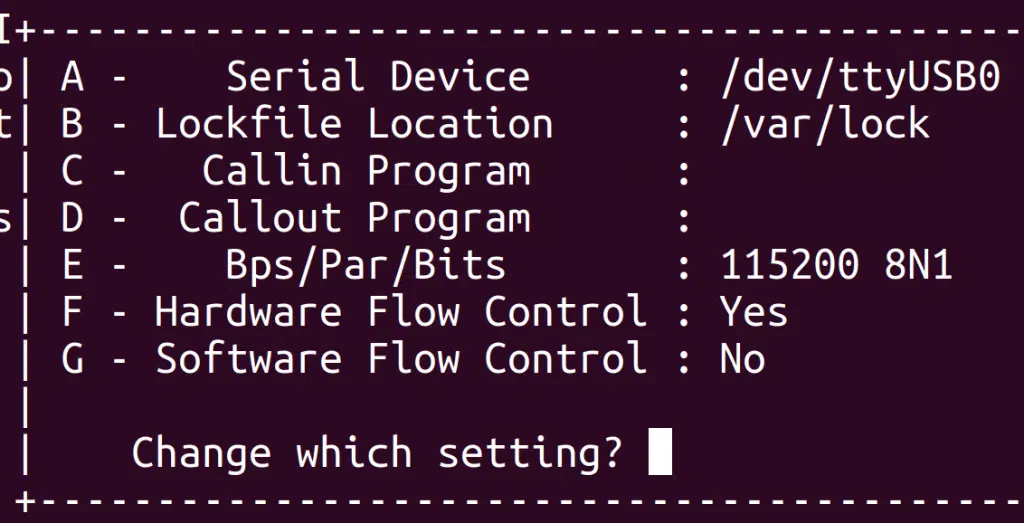 I+------------------------------------------
o| A -    Serial Device      : /dev/ttyUSB0
t| B - Lockfile Location     : /var/lock
 | C -   Callin Program      :
s| D -  Callout Program      :
 | E -    Bps/Par/Bits       : 115200 8N1
 | F - Hardware Flow Control : Yes
 | G - Software Flow Control : No
 |
 |    Change which setting?
 +------------------------------------------